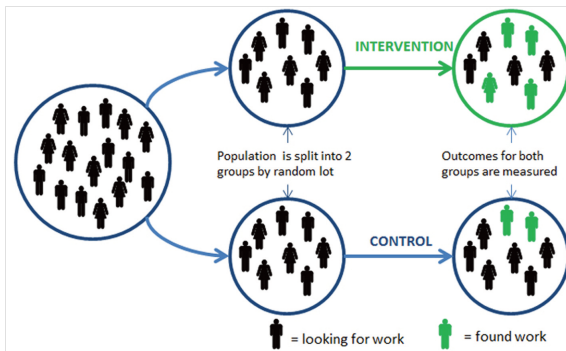 INTERVENTION
Population is split into 2
groups by random lot
Outcomes for both
groups are measured
CONTROL
= looking for work
= found work